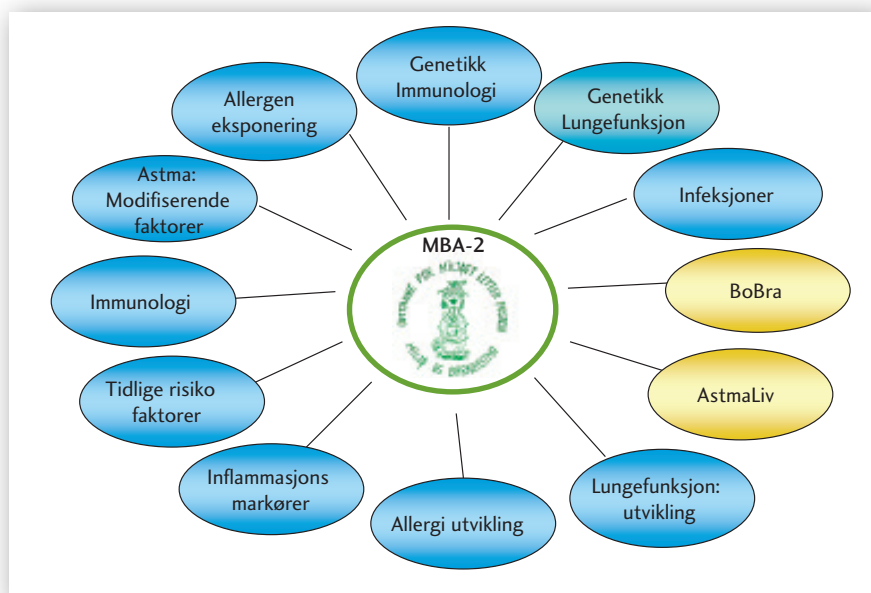 Genetikk
Immunologi
Genetikk
Lungefunksjon
Infeksjoner
BoBra
AstmaLiv
Lungefunksjon:
utvikling
Allergi utvikling
Inflammasjons
markører
Tidlige risiko
faktorer
Immunologi
Astma:
Modifiserende
faktorer
Allergen
eksponering
MBA-2